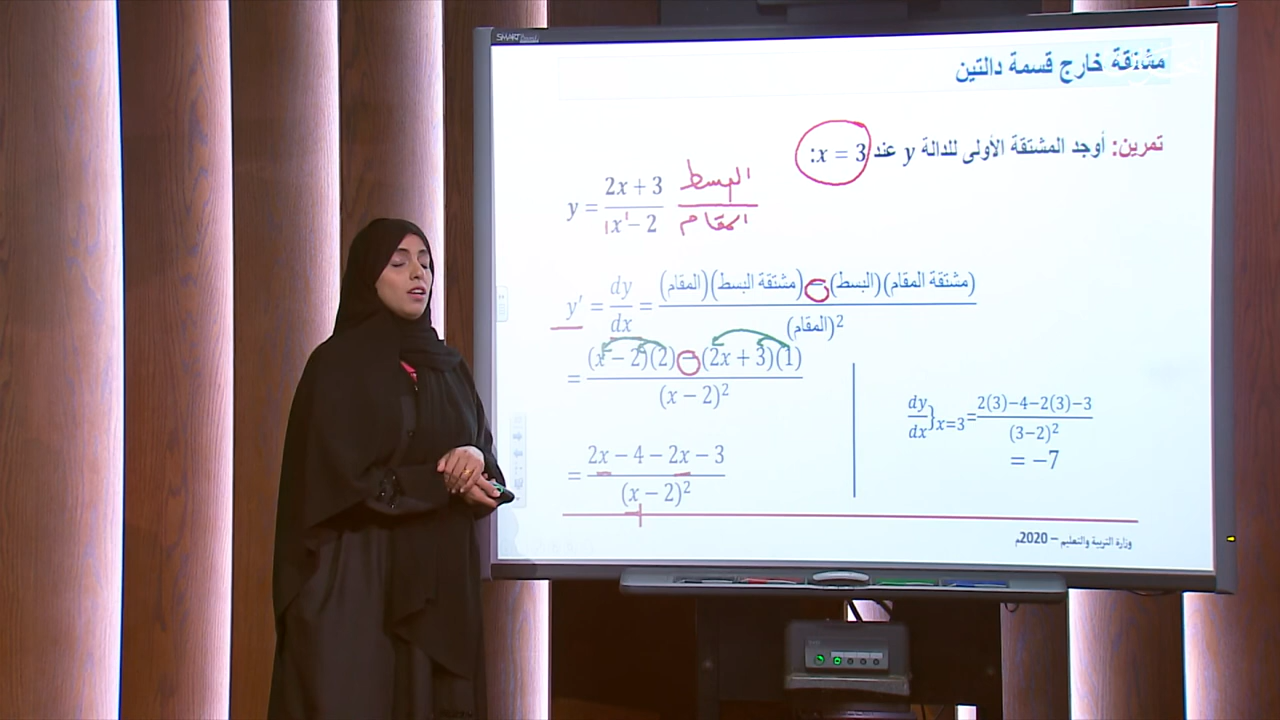 SMART
مشتقة خارج قسمة دالتين
تمرين: أوجد المشتقة الأولى للدالة y عند x = 3:
y = (2x + 3)/(x − 2)
البسط
المقام
y′ = dy/dx = ((المقام)(مشتقة البسط) − (البسط)(مشتقة المقام))/(المقام)²
= ((x − 2)(2) − (2x + 3)(1))/(x − 2)²
= (2x − 4 − 2x − 3)/(x − 2)²
dy/dx}x=3 = (2(3)−4−2(3)−3)/(3−2)²
= −7
وزارة التربية والتعليم – 2020م